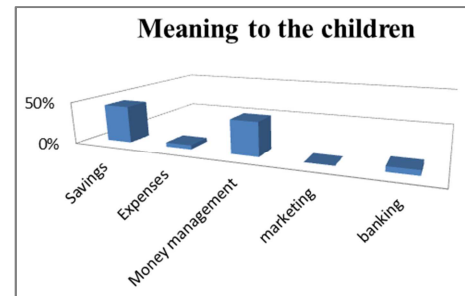 Meaning to the children
50%
0%
Savings
Expenses
Money management
marketing
banking